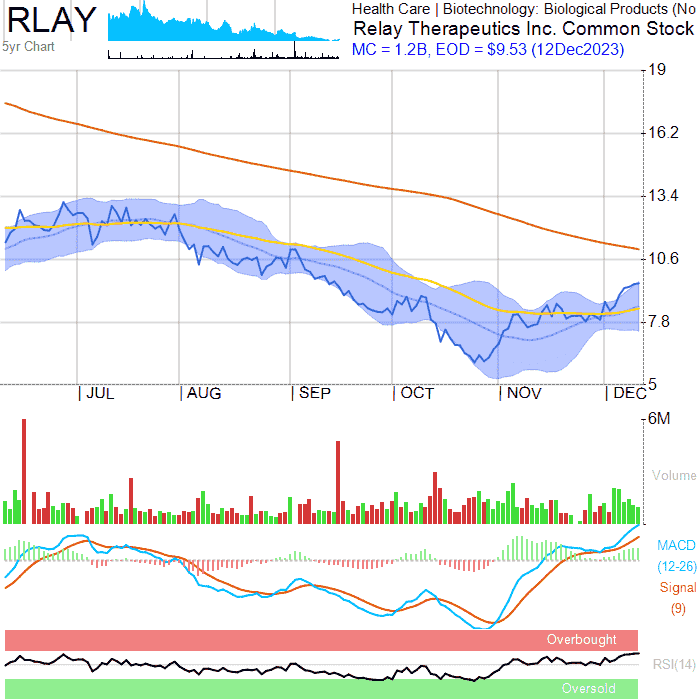 RLAY
5yr Chart
Health Care | Biotechnology: Biological Products (No
Relay Therapeutics Inc. Common Stock
MC = 1.2B, EOD = $9.53 (12Dec2023)
19
16.2
13.4
10.6
7.8
5
| JUL | AUG | SEP | OCT | NOV | DEC
6M
Volume
MACD
(12-26)
Signal
(9)
Overbought
RSI(14)
Oversold